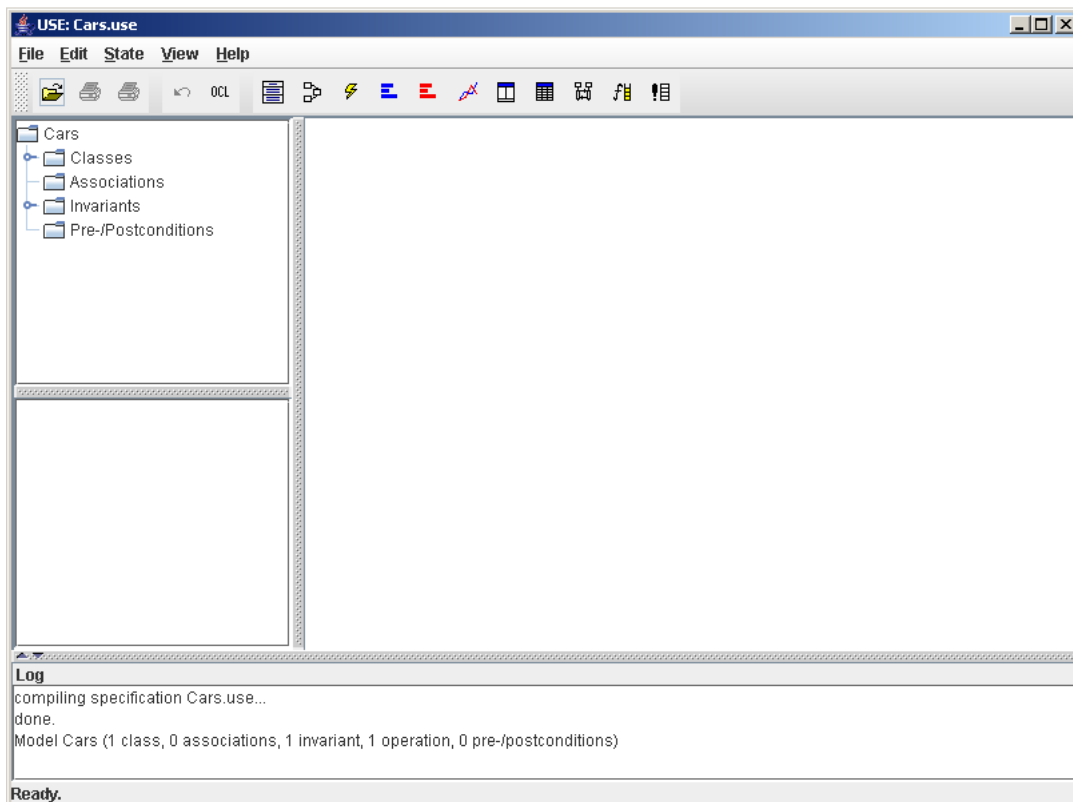 USE: Cars.use
File Edit State View Help
OCL
Cars
Classes
Associations
Invariants
Pre-/Postconditions
Log
compiling specification Cars.use...
done.
Model Cars (1 class, 0 associations, 1 invariant, 1 operation, 0 pre-/postconditions)
Ready.